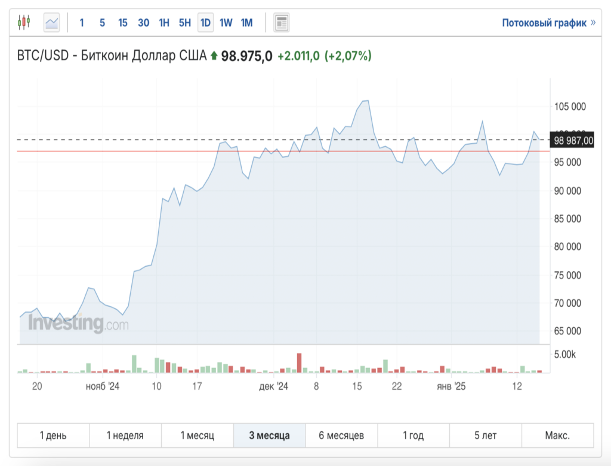 1 5 15 30 1H 5H 1D 1W 1M Потоковый график »
BTC/USD - Биткоин Доллар США 98.975,0 +2.011,0 (+2,07%)
105 000
98 987,00
95 000
90 000
85 000
80 000
75 000
70 000
65 000
Investing.com
5.00k
20 нояб '24 10 17 дек '24 8 15 22 янв '25 12
1 день 1 неделя 1 месяц 3 месяца 6 месяцев 1 год 5 лет Макс.